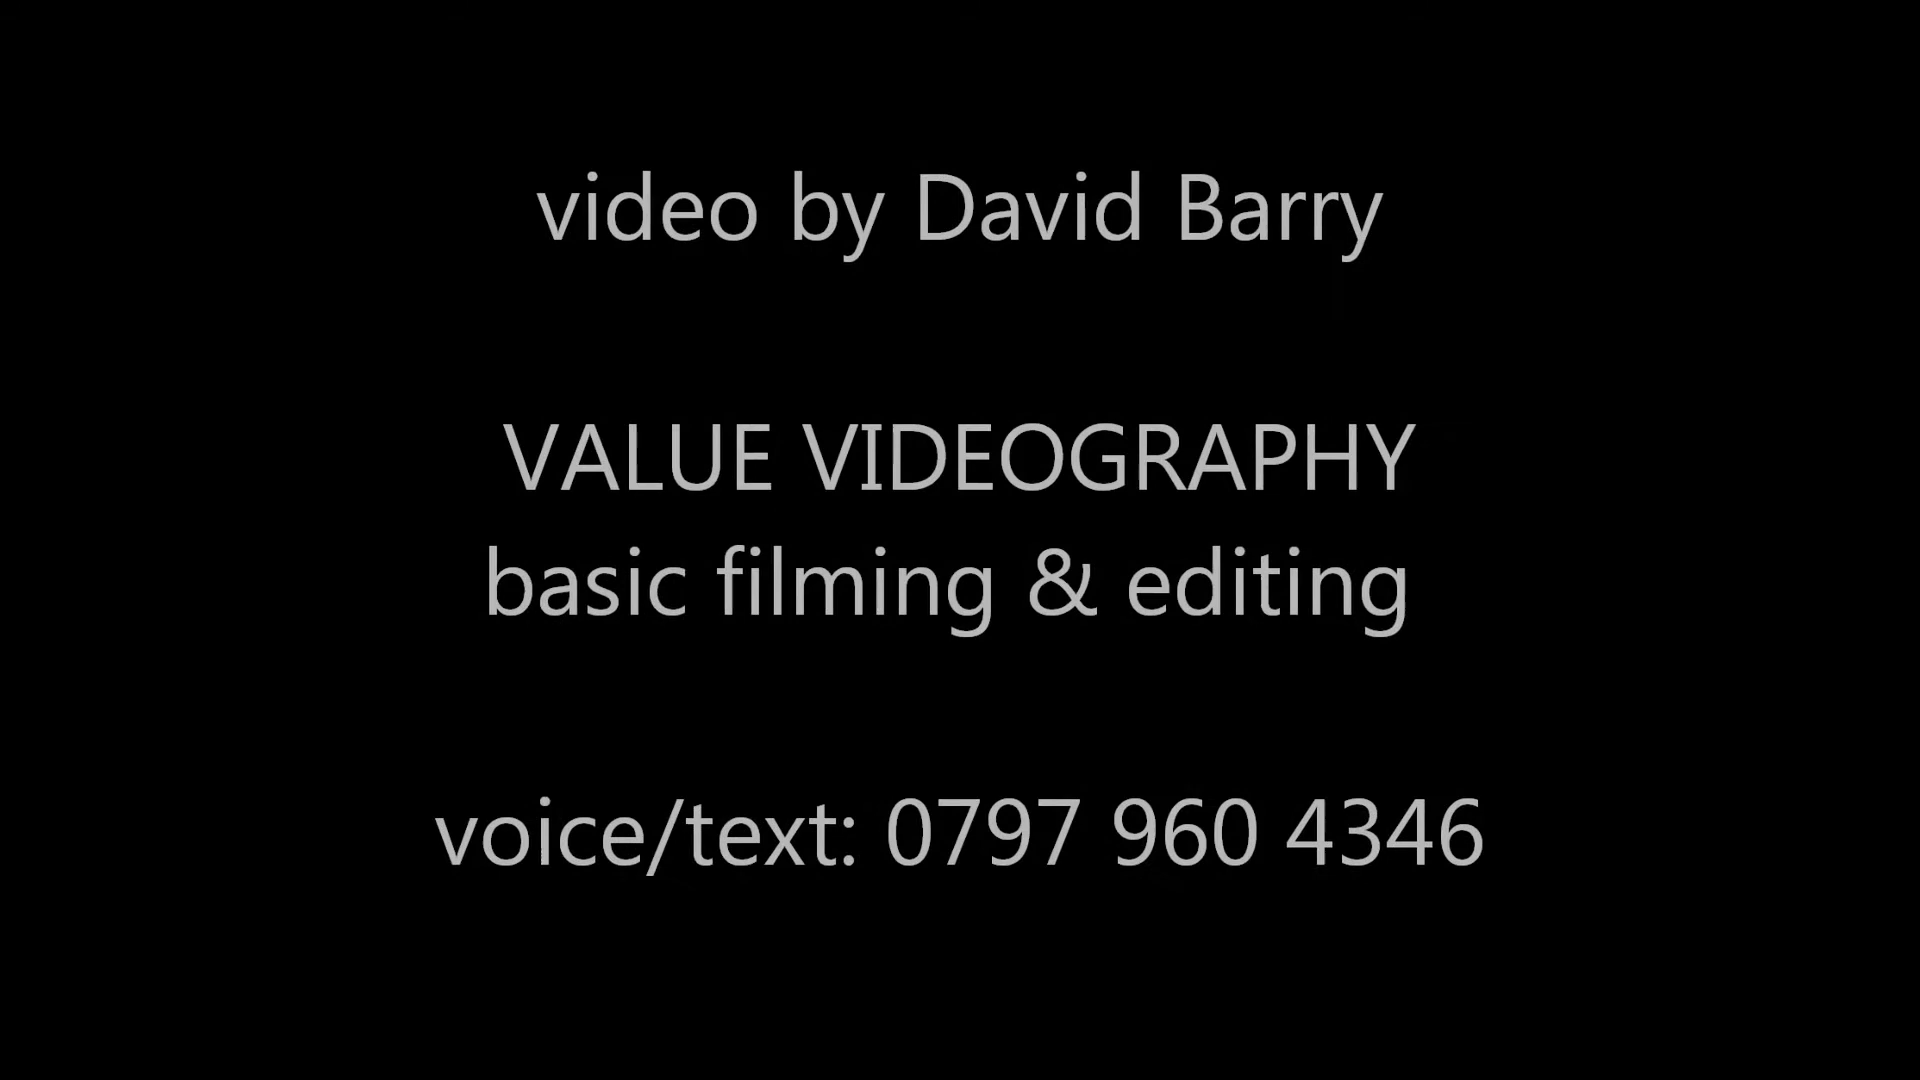 video by David Barry
VALUE VIDEOGRAPHY
basic filming & editing
voice/text: 0797 960 4346